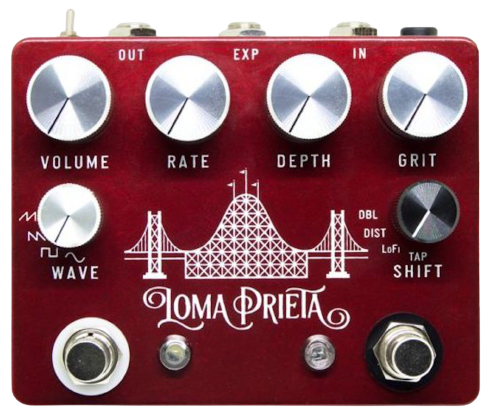 OUT EXP IN
VOLUME RATE DEPTH GRIT
DBL
DIST
LoFi
TAP
WAVE SHIFT
LOMA PRIETA